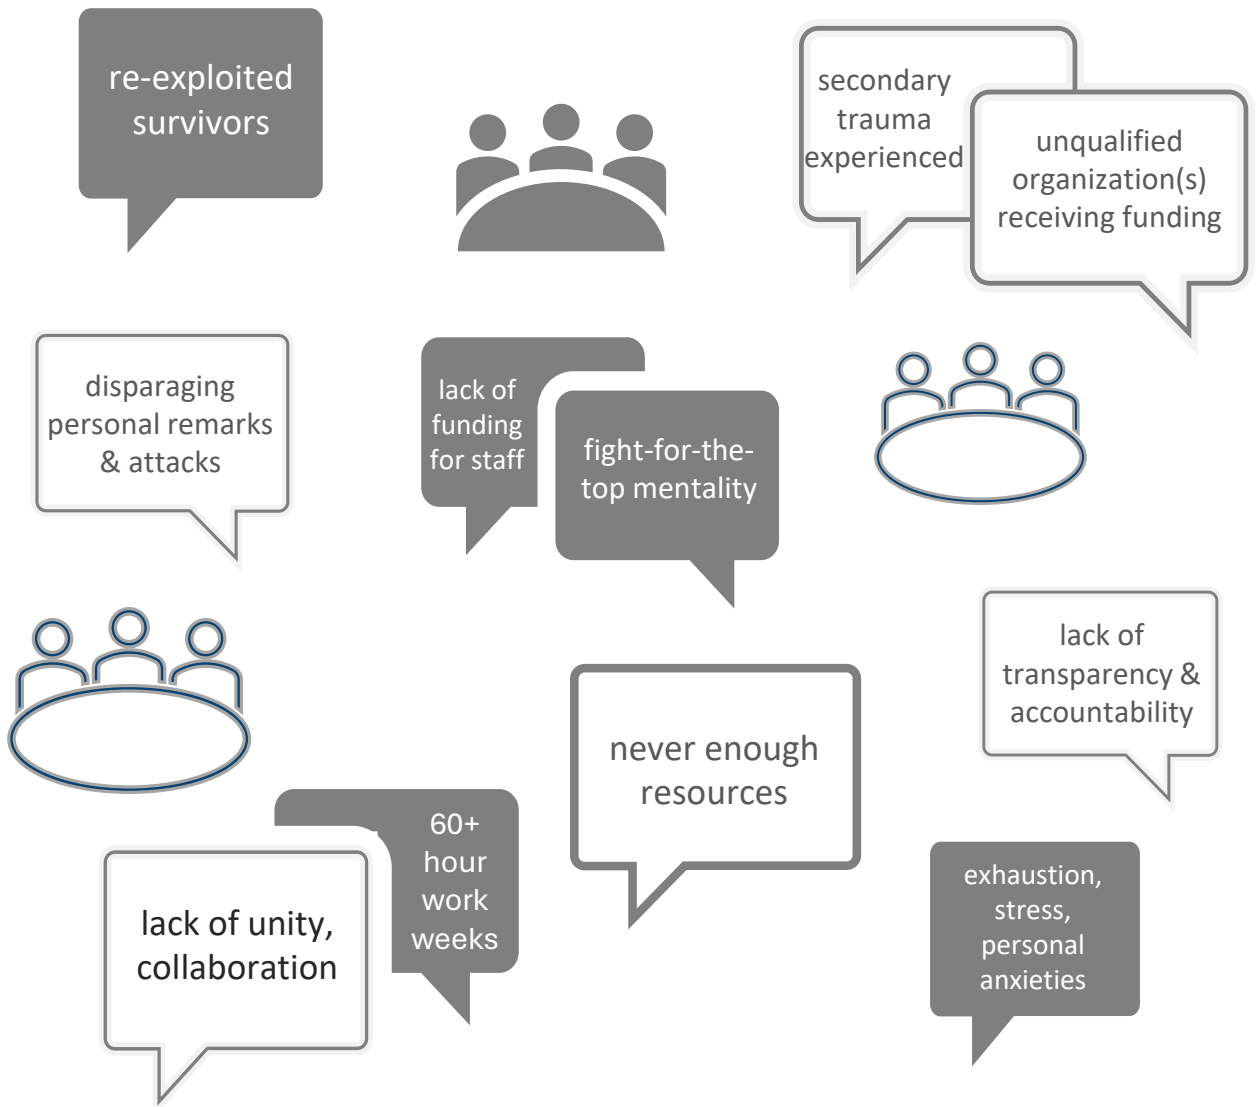 re-exploited
survivors
secondary
trauma
experienced
unqualified
organization(s)
receiving funding
disparaging
personal remarks
& attacks
lack of
funding
for staff
fight-for-the-
top mentality
lack of
transparency &
accountability
never enough
resources
60+
hour
work
weeks
lack of unity,
collaboration
exhaustion,
stress,
personal
anxieties